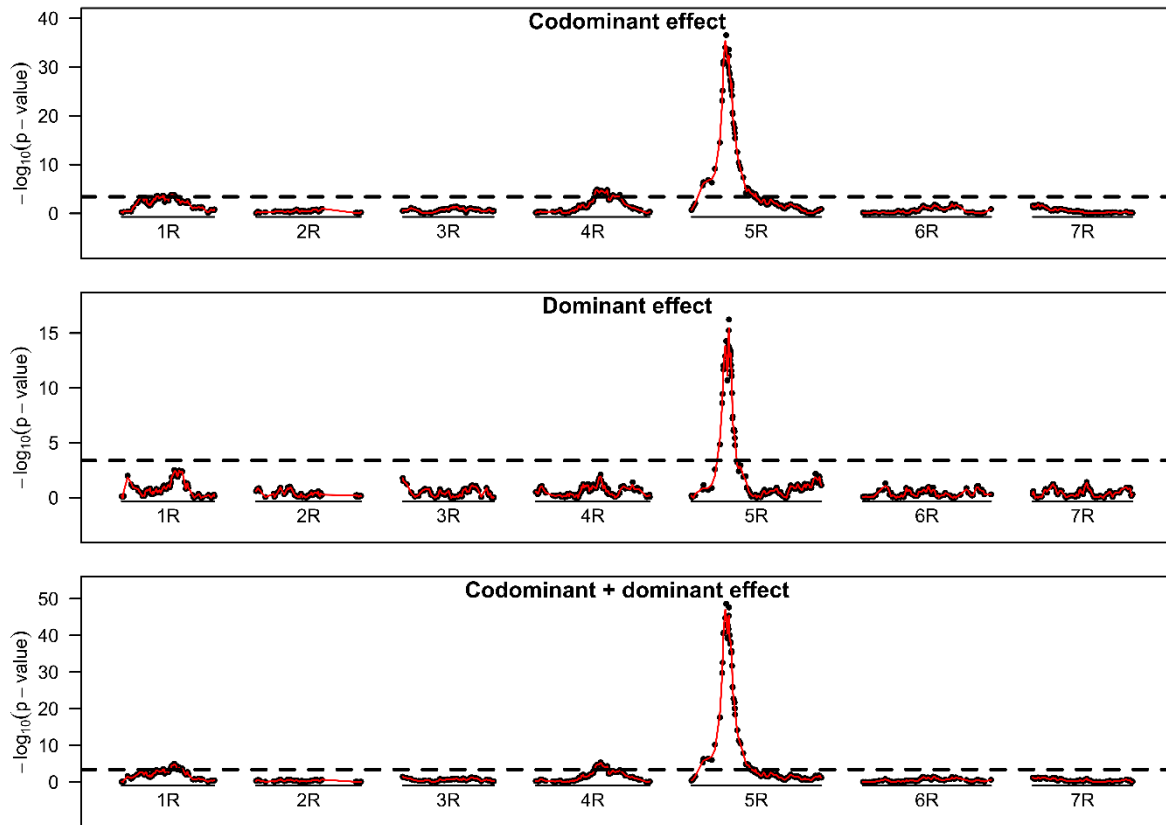 Codominant effect
− log10(p − value)
40
30
20
10
0
1R 2R 3R 4R 5R 6R 7R
Dominant effect
− log10(p − value)
15
10
5
0
1R 2R 3R 4R 5R 6R 7R
Codominant + dominant effect
− log10(p − value)
50
40
30
20
10
0
1R 2R 3R 4R 5R 6R 7R